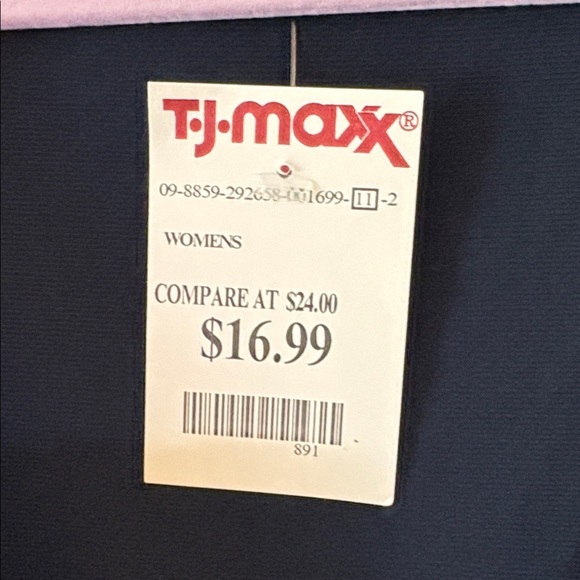 T·J·maxx®
09-8859-292658-001699-11-2
WOMENS
COMPARE AT $24.00
$16.99
891